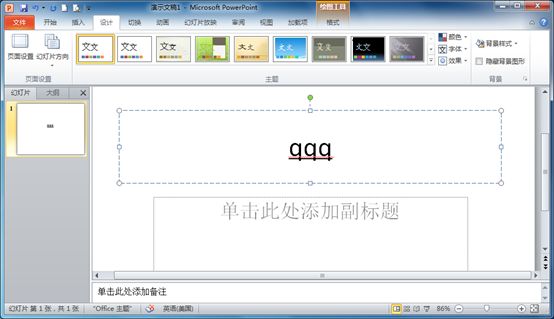 演示文稿1 - Microsoft PowerPoint
绘图工具
文件 开始 插入 设计 切换 动画 幻灯片放映 审阅 视图 加载项 格式
页面设置 幻灯片方向
文文 文文 文文 文文 文文 文文 文文 文文 文文
颜色
字体
效果
背景样式
隐藏背景图形
页面设置 主题 背景
幻灯片 大纲
1
qqq
qqq
单击此处添加副标题
单击此处添加备注
幻灯片 第 1 张，共 1 张 "Office 主题" 英语(美国) 86%